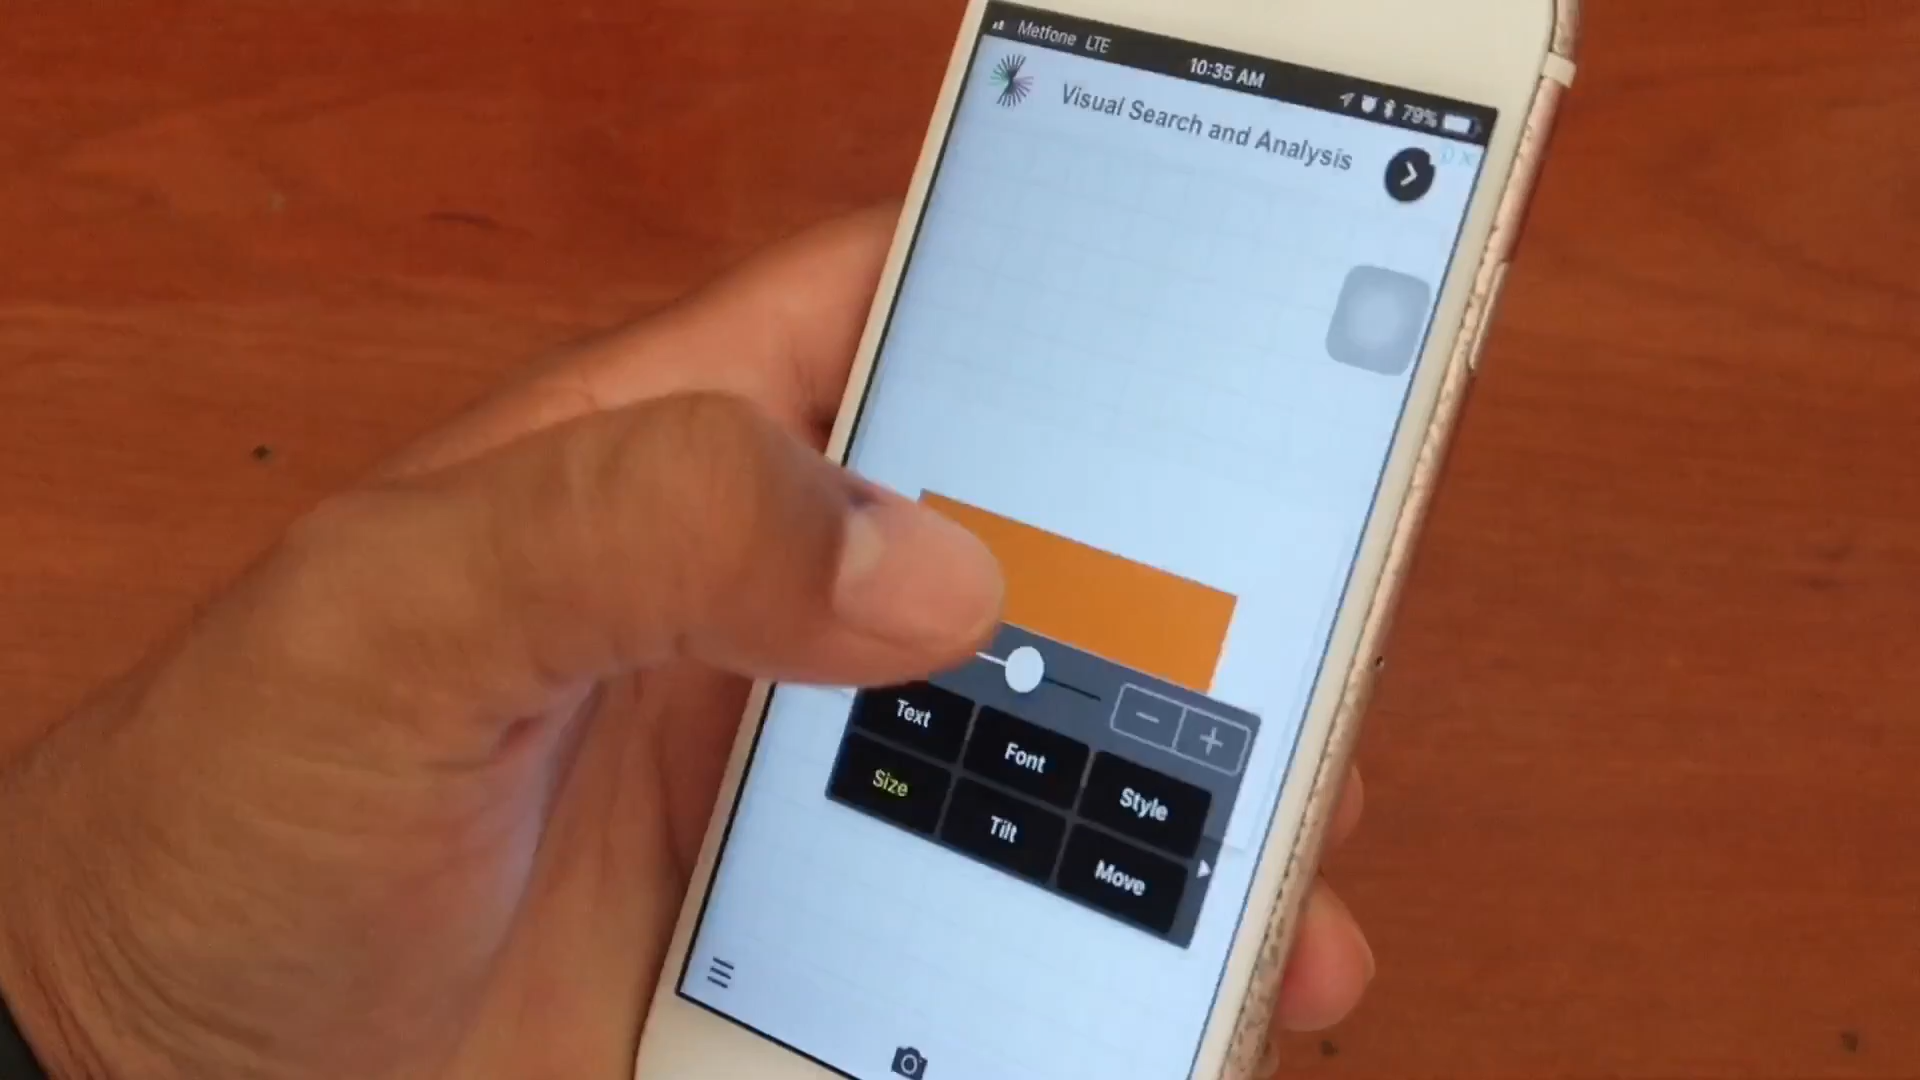 Metfone LTE
10:35 AM
79%
Visual Search and Analysis
Text
Font
Style
Size
Tilt
Move